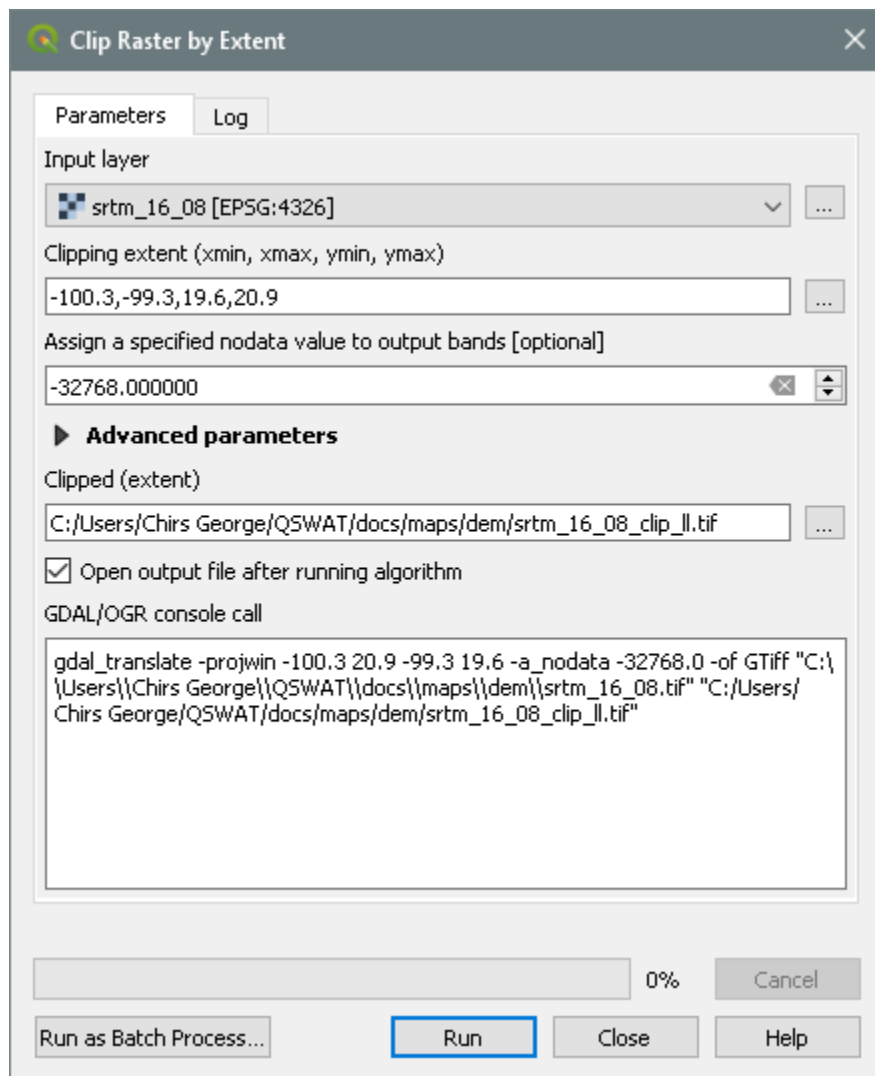 Clip Raster by Extent
Parameters
Log
Input layer
srtm_16_08 [EPSG:4326]
...
Clipping extent (xmin, xmax, ymin, ymax)
-100.3,-99.3,19.6,20.9
...
Assign a specified nodata value to output bands [optional]
-32768.000000
Advanced parameters
Clipped (extent)
C:/Users/Chirs George/QSWAT/docs/maps/dem/srtm_16_08_clip_ll.tif
...
Open output file after running algorithm
GDAL/OGR console call
gdal_translate -projwin -100.3 20.9 -99.3 19.6 -a_nodata -32768.0 -of GTiff "C:\
\Users\\Chirs George\\QSWAT\\docs\\maps\\dem\\srtm_16_08.tif" "C:/Users/
Chirs George/QSWAT/docs/maps/dem/srtm_16_08_clip_ll.tif"
0%
Cancel
Run as Batch Process...
Run
Close
Help